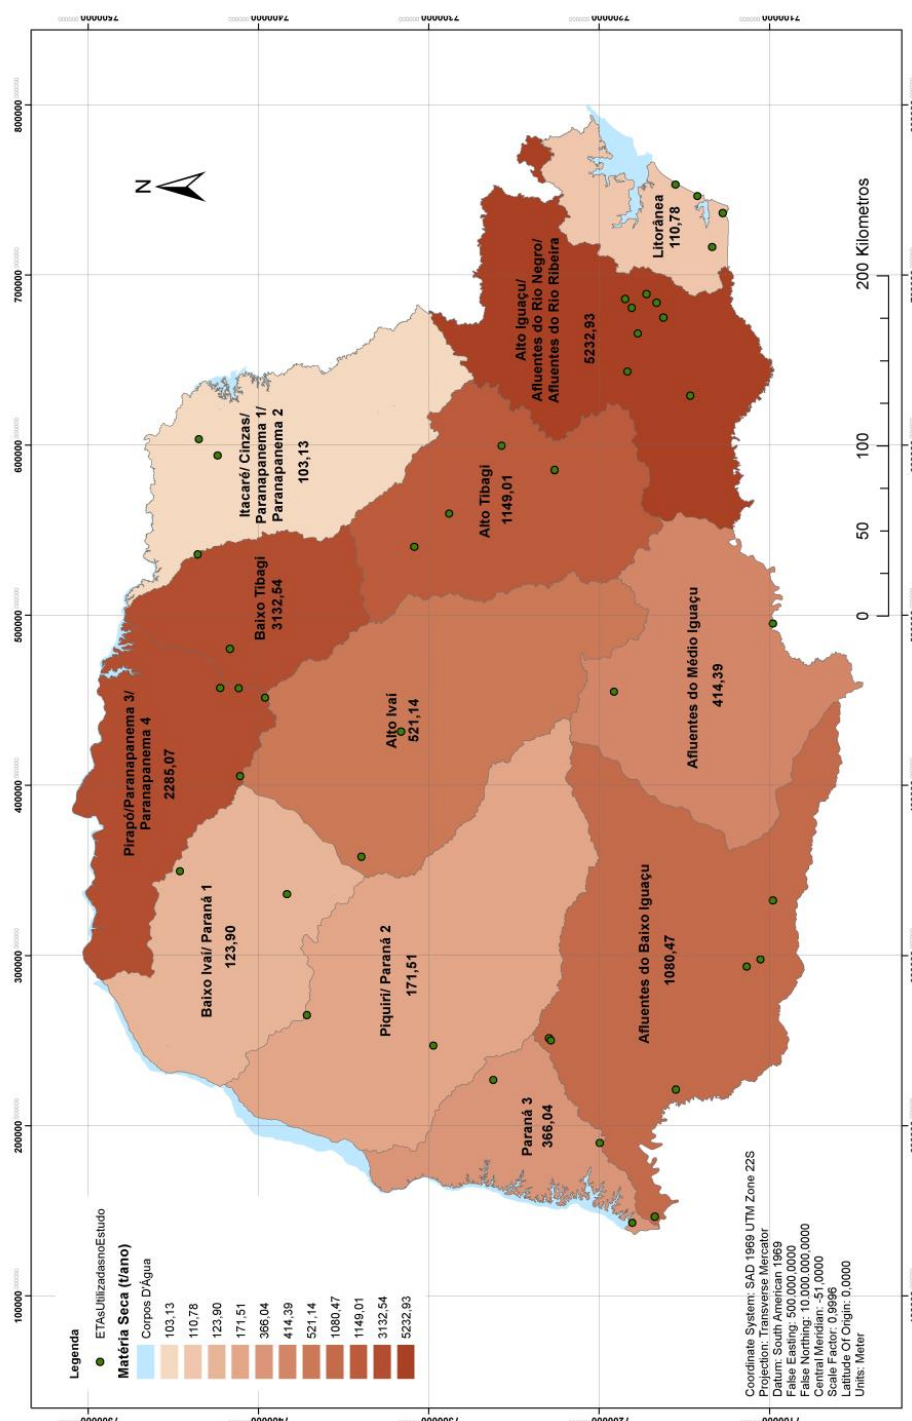 800000
700000
600000
500000
400000
300000
200000
100000
N
Itacaré/ Cinzas/
Paranapanema 1/
Paranapanema 2
103,13
Pirapó/Paranapanema 3/
Paranapanema 4
2285,07
Baixo Tibagi
3132,54
Baixo Ivaí/ Paraná 1
123,90
Alto Ivaí
521,14
Alto Tibagi
1149,01
Piquiri/ Paraná 2
171,51
Alto Iguaçu/
Afluentes do Rio Negro/
Afluentes do Rio Ribeira
5232,93
Litorânea
110,78
Paraná 3
366,04
Afluentes do Médio Iguaçu
414,39
Afluentes do Baixo Iguaçu
1080,47
Legenda
ETAsUtilizadasnoEstudo
Matéria Seca (t/ano)
Corpos D'Água
103,13
110,78
123,90
171,51
366,04
414,39
521,14
1080,47
1149,01
3132,54
5232,93
0 50 100 200 Kilometros
Coordinate System: SAD 1969 UTM Zone 22S
Projection: Transverse Mercator
Datum: South American 1969
False Easting: 500.000,0000
False Northing: 10.000.000,0000
Central Meridian: -51,0000
Scale Factor: 0,9996
Latitude Of Origin: 0,0000
Units: Meter